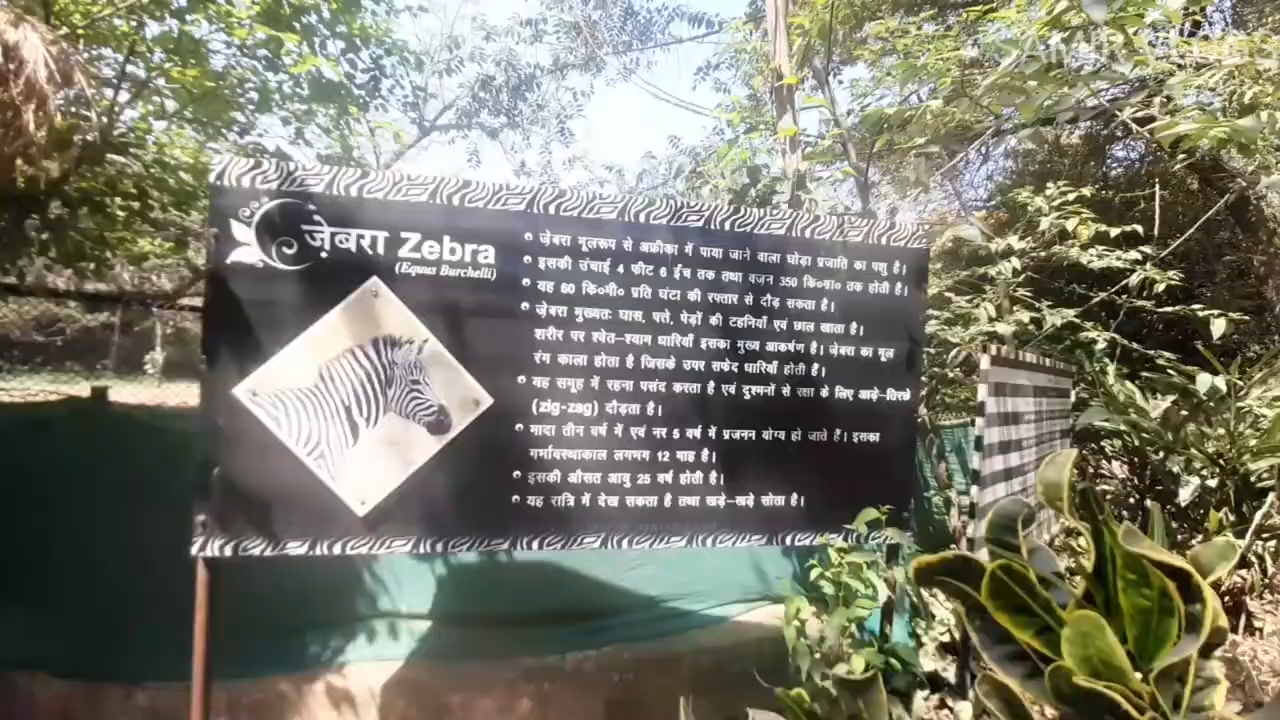 ज़ेबरा Zebra
(Equus Burchelli)
ज़ेबरा मूलरूप से अफ्रीका में पाया जाने वाला घोड़ा प्रजाति का पशु है।
इसकी उंचाई 4 फीट 6 ईंच तक तथा वजन 350 कि०ग्रा० तक होती है।
यह 60 कि०मी० प्रति घंटा की रफ्तार से दौड़ सकता है।
ज़ेबरा मुख्यतः घास, पत्ते, पेड़ों की टहनियाँ एवं छाल खाता है।
शरीर पर श्वेत-श्याम धारियाँ इसका मुख्य आकर्षण है। ज़ेबरा का मूल
रंग काला होता है जिसके उपर सफेद धारियाँ होती हैं।
यह समूह में रहना पसंद करता है एवं दुश्मनों से रक्षा के लिए आड़े-तिरछे
(zig-zag) दौड़ता है।
मादा तीन वर्ष में एवं नर 5 वर्ष में प्रजनन योग्य हो जाते हैं। इसका
गर्भावस्थाकाल लगभग 12 माह है।
इसकी औसत आयु 25 वर्ष होती है।
यह रात्रि में देख सकता है तथा खड़े-खड़े सोता है।